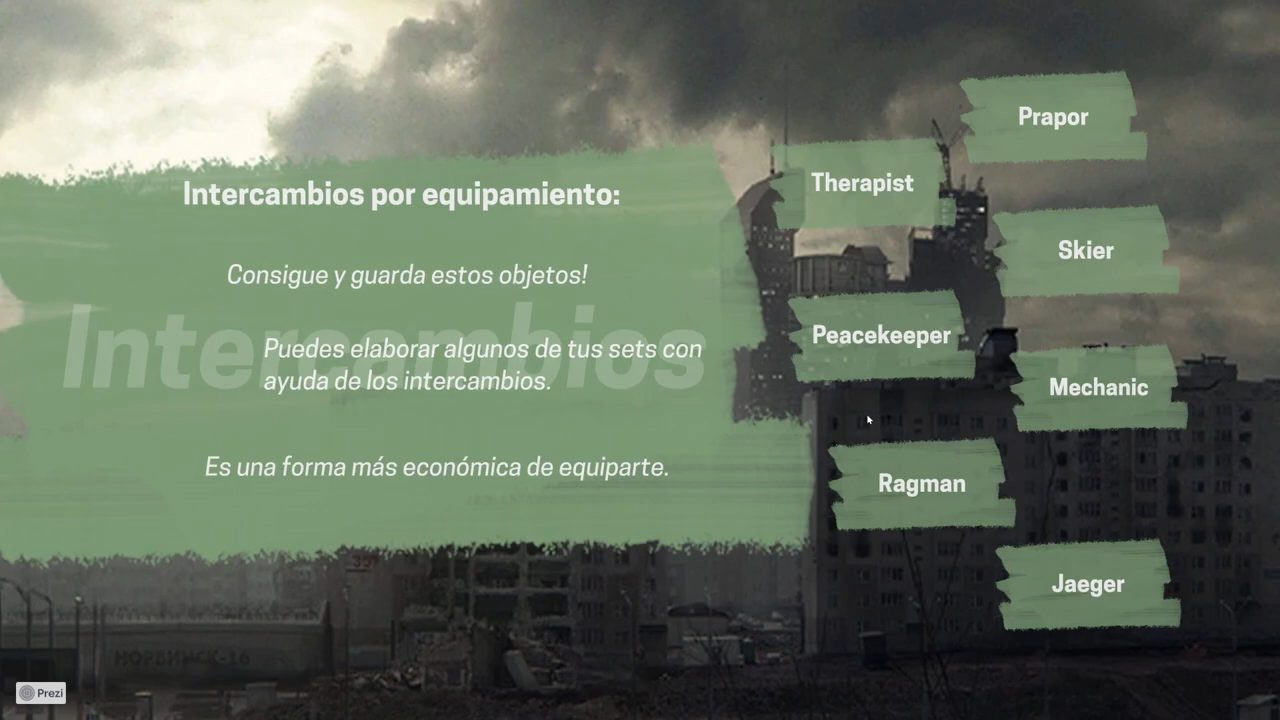 Intercambios por equipamiento:
Consigue y guarda estos objetos!
Intercambios
Puedes elaborar algunos de tus sets con
ayuda de los intercambios.
Es una forma más económica de equiparte.
Prapor
Therapist
Skier
Peacekeeper
Mechanic
Ragman
Jaeger
Prezi